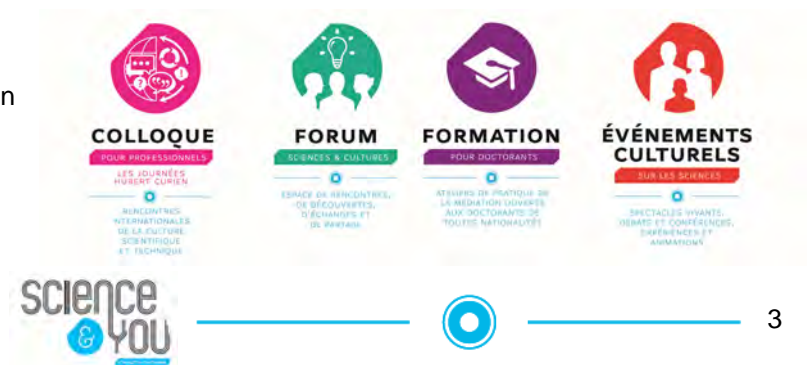 n
COLLOQUE
POUR PROFESSIONNELS
LES JOURNÉES
HUBERT CURIEN
RENCONTRES
INTERNATIONALES
DE LA CULTURE
SCIENTIFIQUE
ET TECHNIQUE
FORUM
SCIENCES & CULTURES
ESPACE DE RENCONTRES,
DE DÉCOUVERTES,
D'ÉCHANGES ET
DE PARTAGE
FORMATION
POUR DOCTORANTS
ATELIERS DE PRATIQUE DE
LA MÉDIATION OUVERTS
AUX DOCTORANTS DE
TOUTES NATIONALITÉS
ÉVÉNEMENTS
CULTURELS
SUR LES SCIENCES
SPECTACLES VIVANTS,
DÉBATS ET CONFÉRENCES,
EXPÉRIENCES ET
ANIMATIONS
SCIENCE
& YOU
3